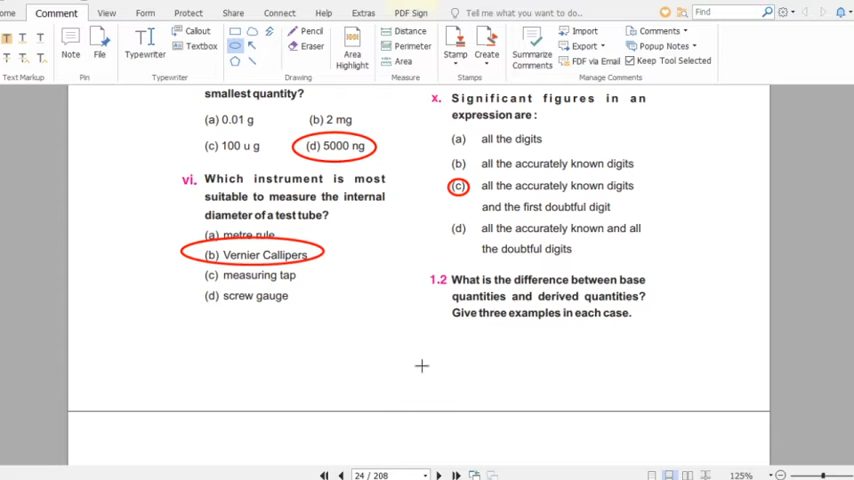 ome
Comment
View
Form
Protect
Share
Connect
Help
Extras
PDF Sign
Tell me what you want to do...
Find
Note
File
Typewriter
Callout
Textbox
Pencil
Eraser
Area
Highlight
Distance
Perimeter
Area
Stamp
Create
Summarize
Comments
Import
Export
FDF via Email
Comments
Popup Notes
Keep Tool Selected
Text Markup
Pin
Typewriter
Drawing
Measure
Stamps
Manage Comments
smallest quantity?
(a) 0.01 g (b) 2 mg
(c) 100 u g (d) 5000 ng
vi. Which instrument is most
suitable to measure the internal
diameter of a test tube?
(a) metre rule
(b) Vernier Callipers
(c) measuring tap
(d) screw gauge
x. Significant figures in an
expression are :
(a) all the digits
(b) all the accurately known digits
(c) all the accurately known digits
and the first doubtful digit
(d) all the accurately known and all
the doubtful digits
1.2 What is the difference between base
quantities and derived quantities?
Give three examples in each case.
24 / 208
125%